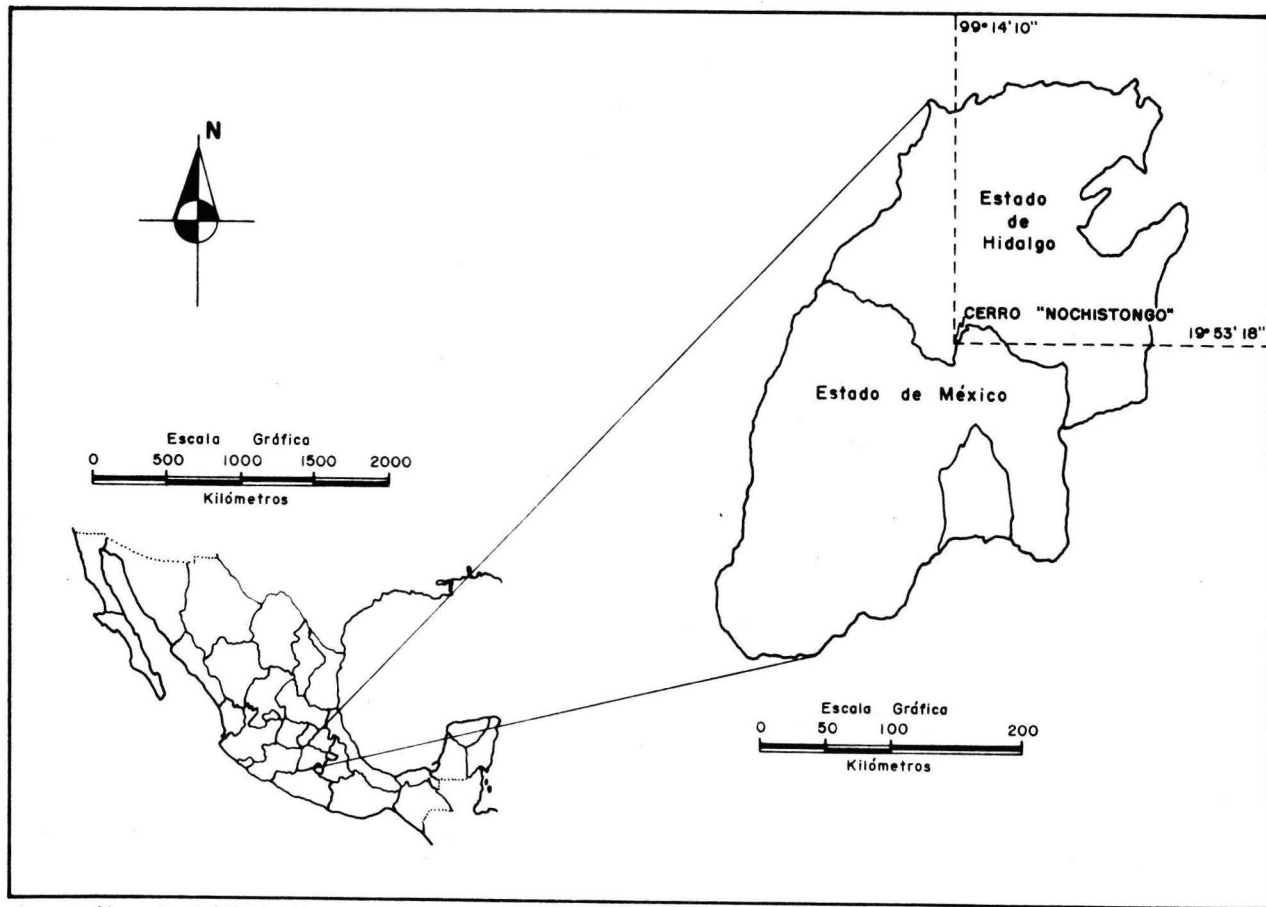 99°14'10"
N
Estado
de
Hidalgo
CERRO "NOCHISTONGO"
19°53'18"
Estado de México
Escala Gráfica
0 500 1000 1500 2000
Kilómetros
Escala Gráfica
0 50 100 200
Kilómetros